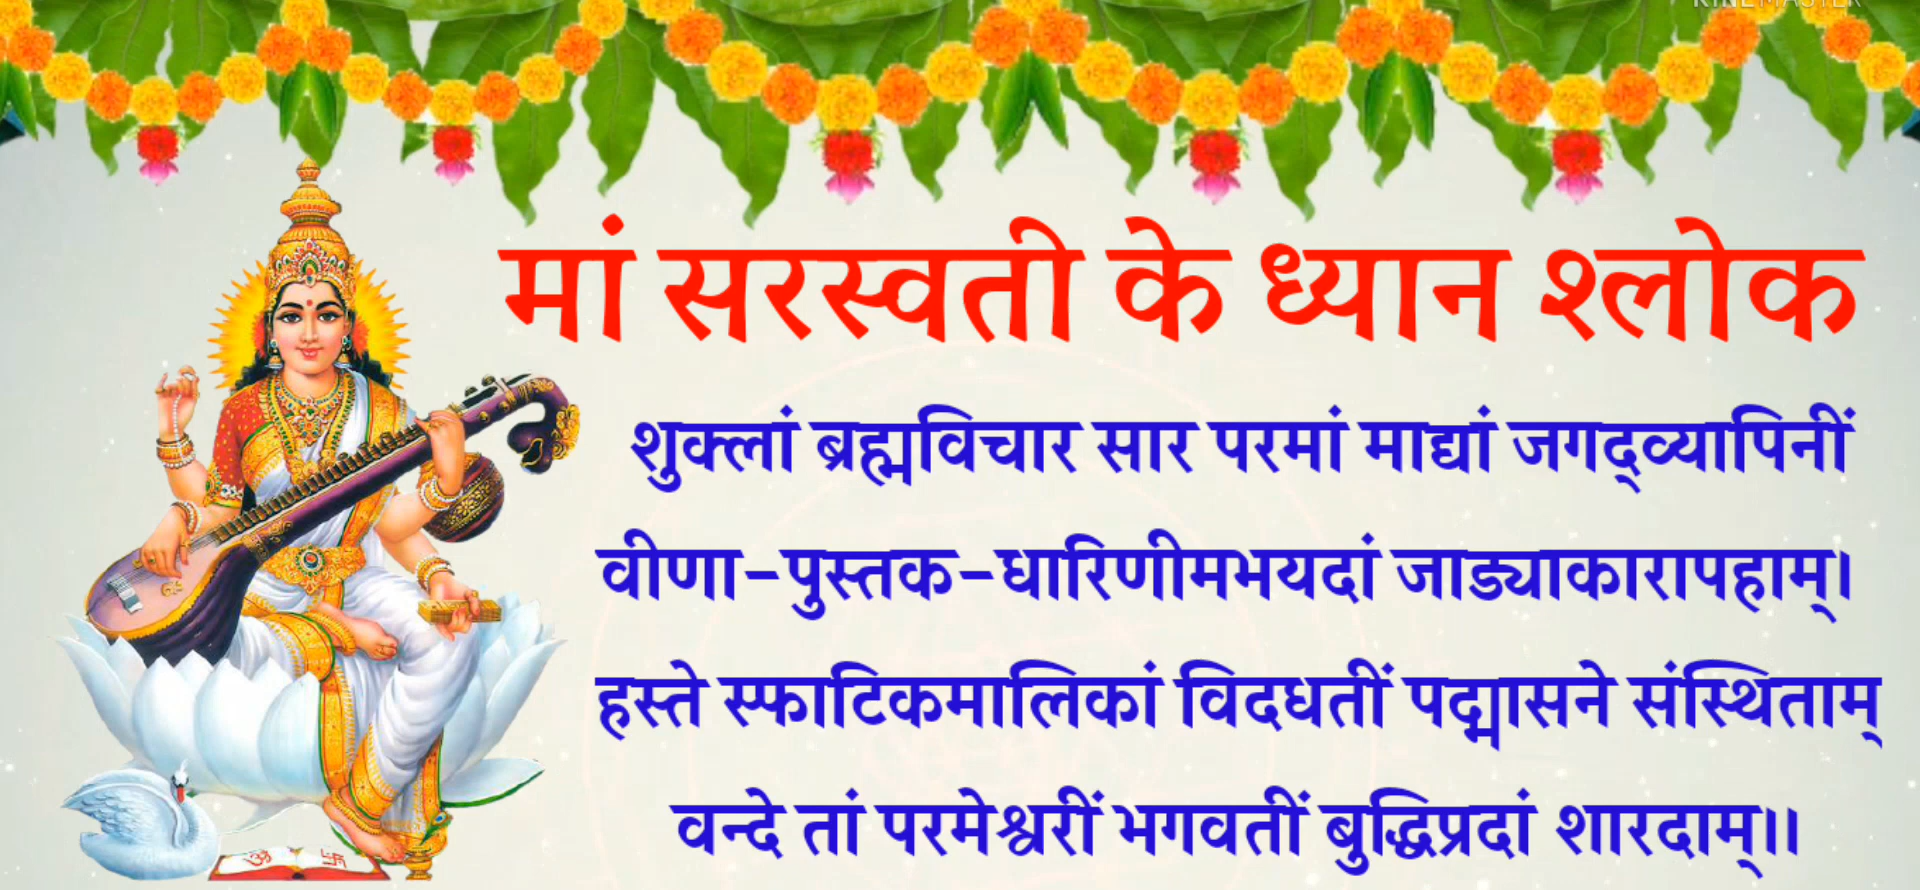 KINEMASTER
मां सरस्वती के ध्यान श्लोक
शुक्लां ब्रह्मविचार सार परमां माद्यां जगद्व्यापिनीं
वीणा-पुस्तक-धारिणीमभयदां जाड्याकारापहाम्।
हस्ते स्फाटिकमालिकां विदधतीं पद्मासने संस्थिताम्
वन्दे तां परमेश्वरीं भगवतीं बुद्धिप्रदां शारदाम्।।